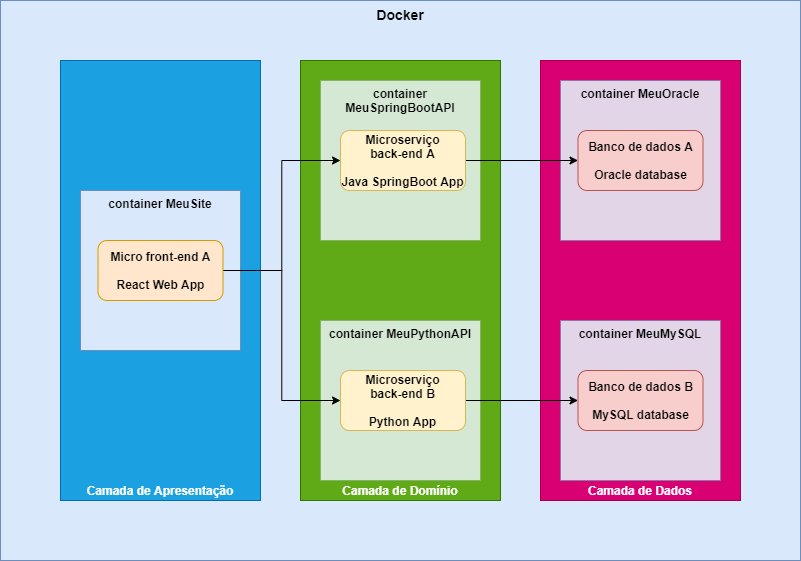 Docker
container MeuSite
Micro front-end A
React Web App
Camada de Apresentação
container
MeuSpringBootAPI
Microserviço
back-end A
Java SpringBoot App
container MeuPythonAPI
Microserviço
back-end B
Python App
Camada de Domínio
container MeuOracle
Banco de dados A
Oracle database
container MeuMySQL
Banco de dados B
MySQL database
Camada de Dados